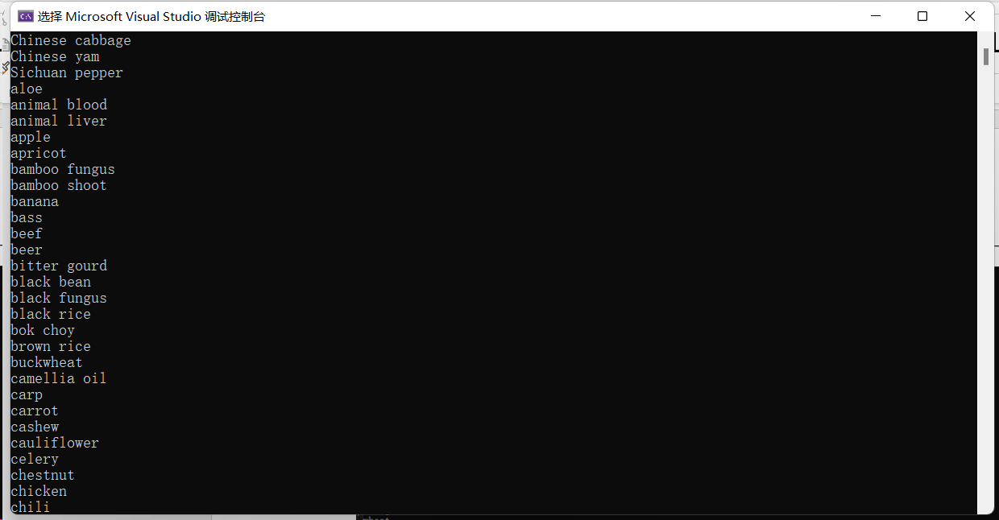 选择 Microsoft Visual Studio 调试控制台
Chinese cabbage
Chinese yam
Sichuan pepper
aloe
animal blood
animal liver
apple
apricot
bamboo fungus
bamboo shoot
banana
bass
beef
beer
bitter gourd
black bean
black fungus
black rice
bok choy
brown rice
buckwheat
camellia oil
carp
carrot
cashew
cauliflower
celery
chestnut
chicken
chili